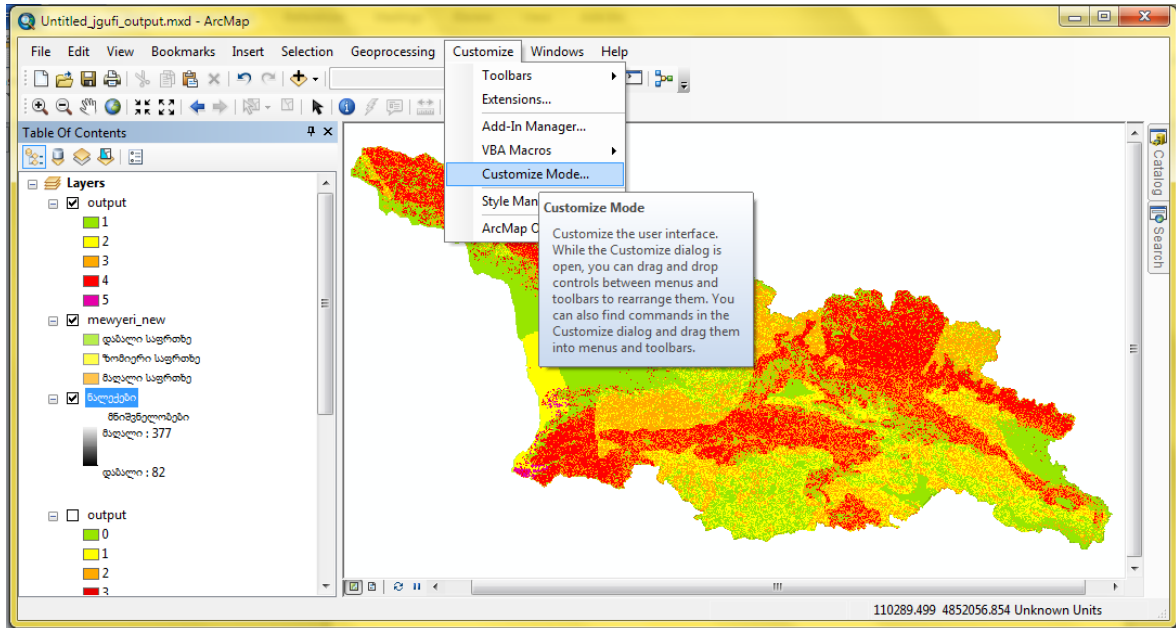 Untitled_jgufi_output.mxd - ArcMap
File Edit View Bookmarks Insert Selection Geoprocessing Customize Windows Help
Toolbars
Extensions...
Add-In Manager...
VBA Macros
Customize Mode...
Style Man
ArcMap O
Customize Mode
Customize the user interface.
While the Customize dialog is
open, you can drag and drop
controls between menus and
toolbars to rearrange them. You
can also find commands in the
Customize dialog and drag them
into menus and toolbars.
Table Of Contents
Layers
output
1
2
3
4
5
mewyeri_new
დაბალი საფრთხე
ზომიერი საფრთხე
მაღალი საფრთხე
ნალექები
მნიშვნელობები
მაღალი : 377
დაბალი : 82
output
0
1
2
3
Catalog
Search
110289.499 4852056.854 Unknown Units